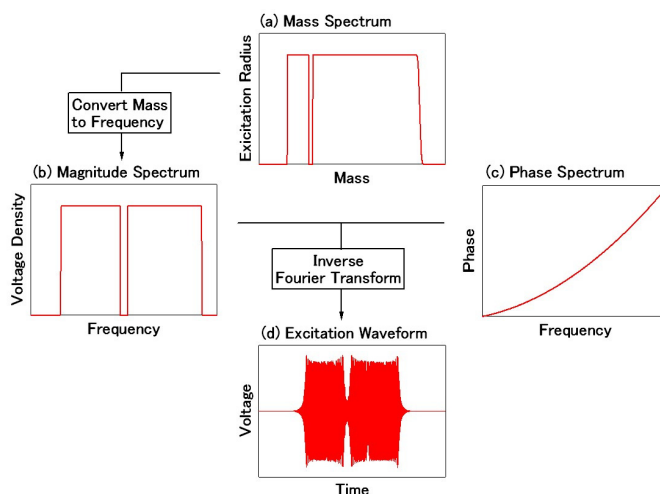 (a) Mass Spectrum
Exicitation Radius
Mass
Convert Mass
to Frequency
(b) Magnitude Spectrum
Voltage Density
Frequency
(c) Phase Spectrum
Phase
Frequency
Inverse
Fourier Transform
(d) Excitation Waveform
Voltage
Time